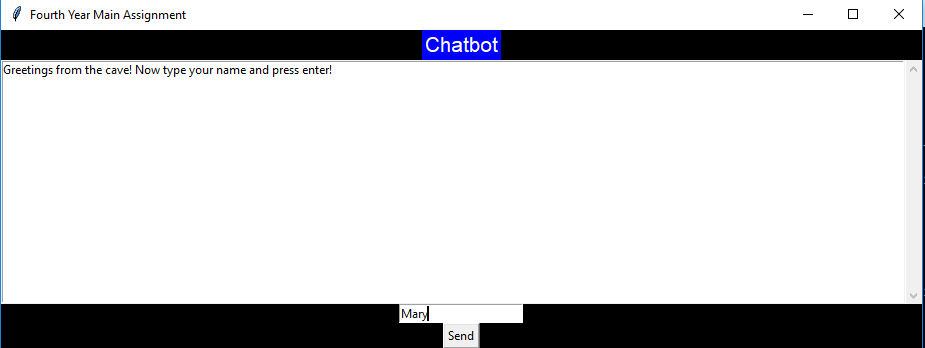 Fourth Year Main Assignment
Chatbot
Greetings from the cave! Now type your name and press enter!
Mary
Send